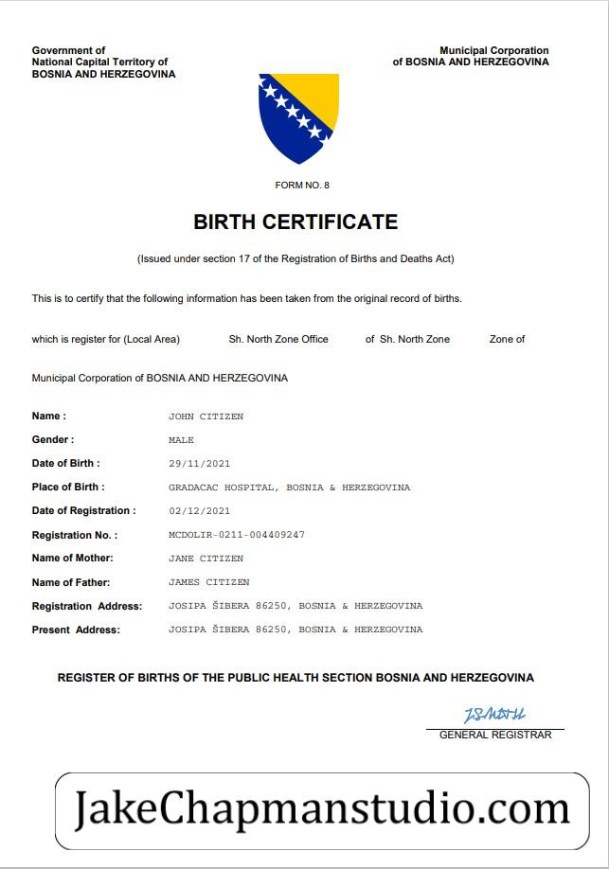 Government of
National Capital Territory of
BOSNIA AND HERZEGOVINA
Municipal Corporation
of BOSNIA AND HERZEGOVINA
FORM NO. 8
BIRTH CERTIFICATE
(Issued under section 17 of the Registration of Births and Deaths Act)
This is to certify that the following information has been taken from the original record of births.
which is register for (Local Area) Sh. North Zone Office of Sh. North Zone Zone of
Municipal Corporation of BOSNIA AND HERZEGOVINA
Name : JOHN CITIZEN
Gender : MALE
Date of Birth : 29/11/2021
Place of Birth : GRADACAC HOSPITAL, BOSNIA & HERZEGOVINA
Date of Registration : 02/12/2021
Registration No. : MCDOLIR-0211-004409247
Name of Mother: JANE CITIZEN
Name of Father: JAMES CITIZEN
Registration Address: JOSIPA ŠIBERA 86250, BOSNIA & HERZEGOVINA
Present Address: JOSIPA ŠIBERA 86250, BOSNIA & HERZEGOVINA
REGISTER OF BIRTHS OF THE PUBLIC HEALTH SECTION BOSNIA AND HERZEGOVINA
GENERAL REGISTRAR
JakeChapmanstudio.com